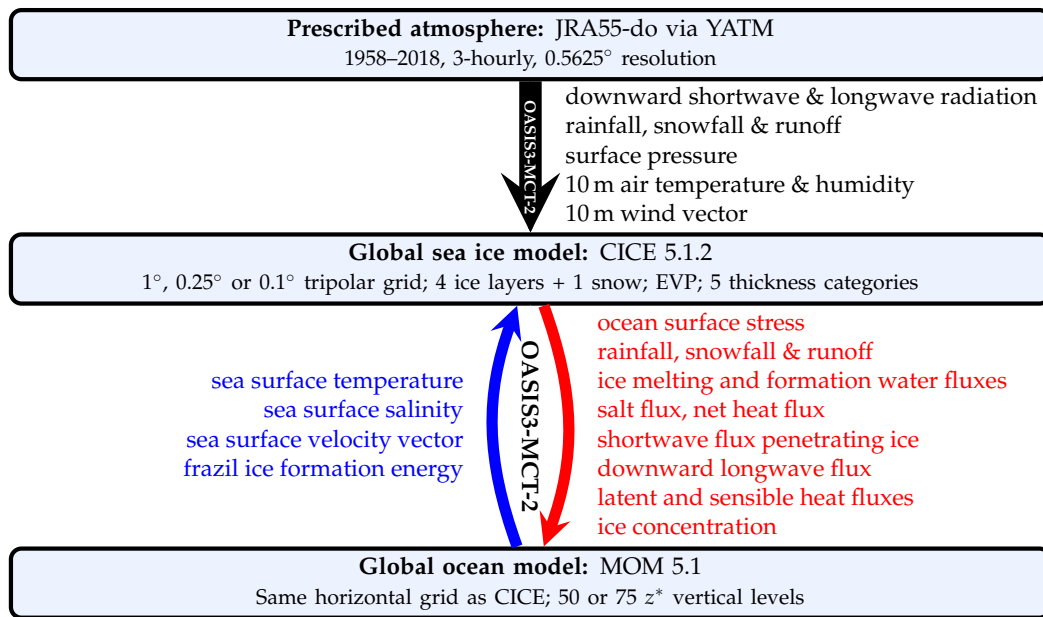 Prescribed atmosphere: JRA55-do via YATM
1958–2018, 3-hourly, 0.5625° resolution
OASIS3-MCT-2
downward shortwave & longwave radiation
rainfall, snowfall & runoff
surface pressure
10 m air temperature & humidity
10 m wind vector
Global sea ice model: CICE 5.1.2
1°, 0.25° or 0.1° tripolar grid; 4 ice layers + 1 snow; EVP; 5 thickness categories
sea surface temperature
sea surface salinity
sea surface velocity vector
frazil ice formation energy
OASIS3-MCT-2
ocean surface stress
rainfall, snowfall & runoff
ice melting and formation water fluxes
salt flux, net heat flux
shortwave flux penetrating ice
downward longwave flux
latent and sensible heat fluxes
ice concentration
Global ocean model: MOM 5.1
Same horizontal grid as CICE; 50 or 75 z* vertical levels